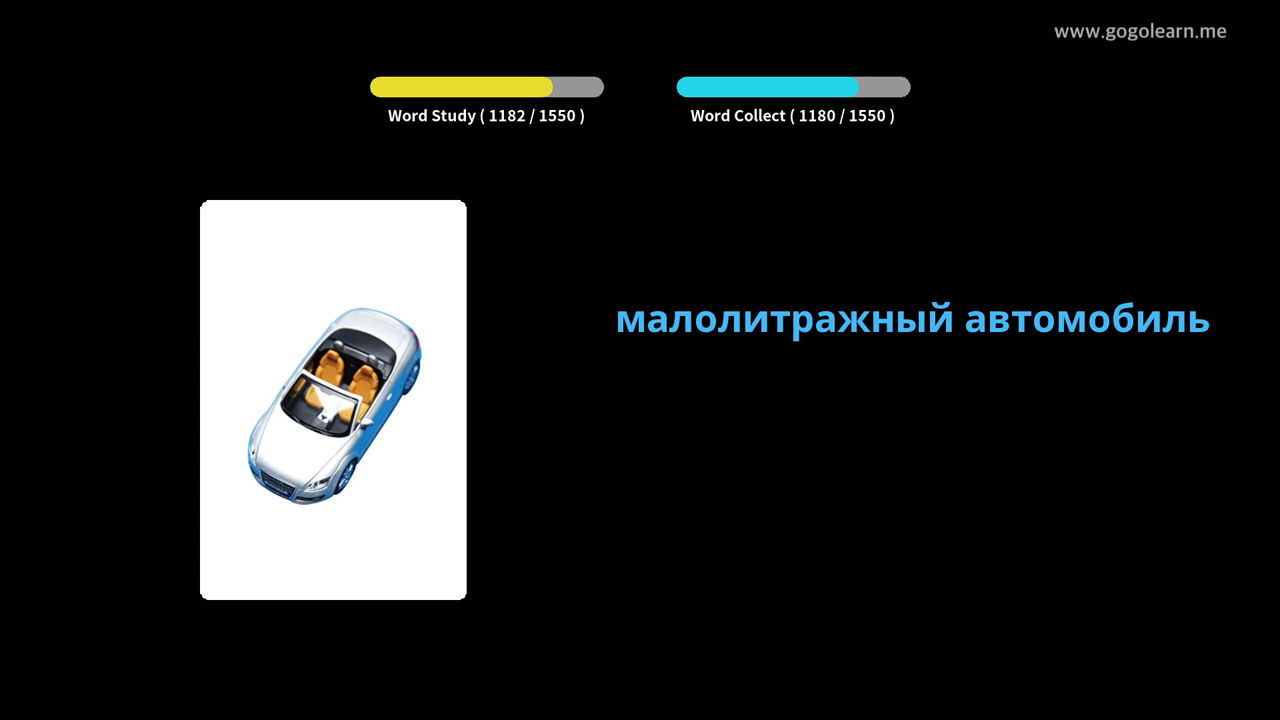 www.gogolearn.me
Word Study ( 1182 / 1550 )
Word Collect ( 1180 / 1550 )
малолитражный автомобиль